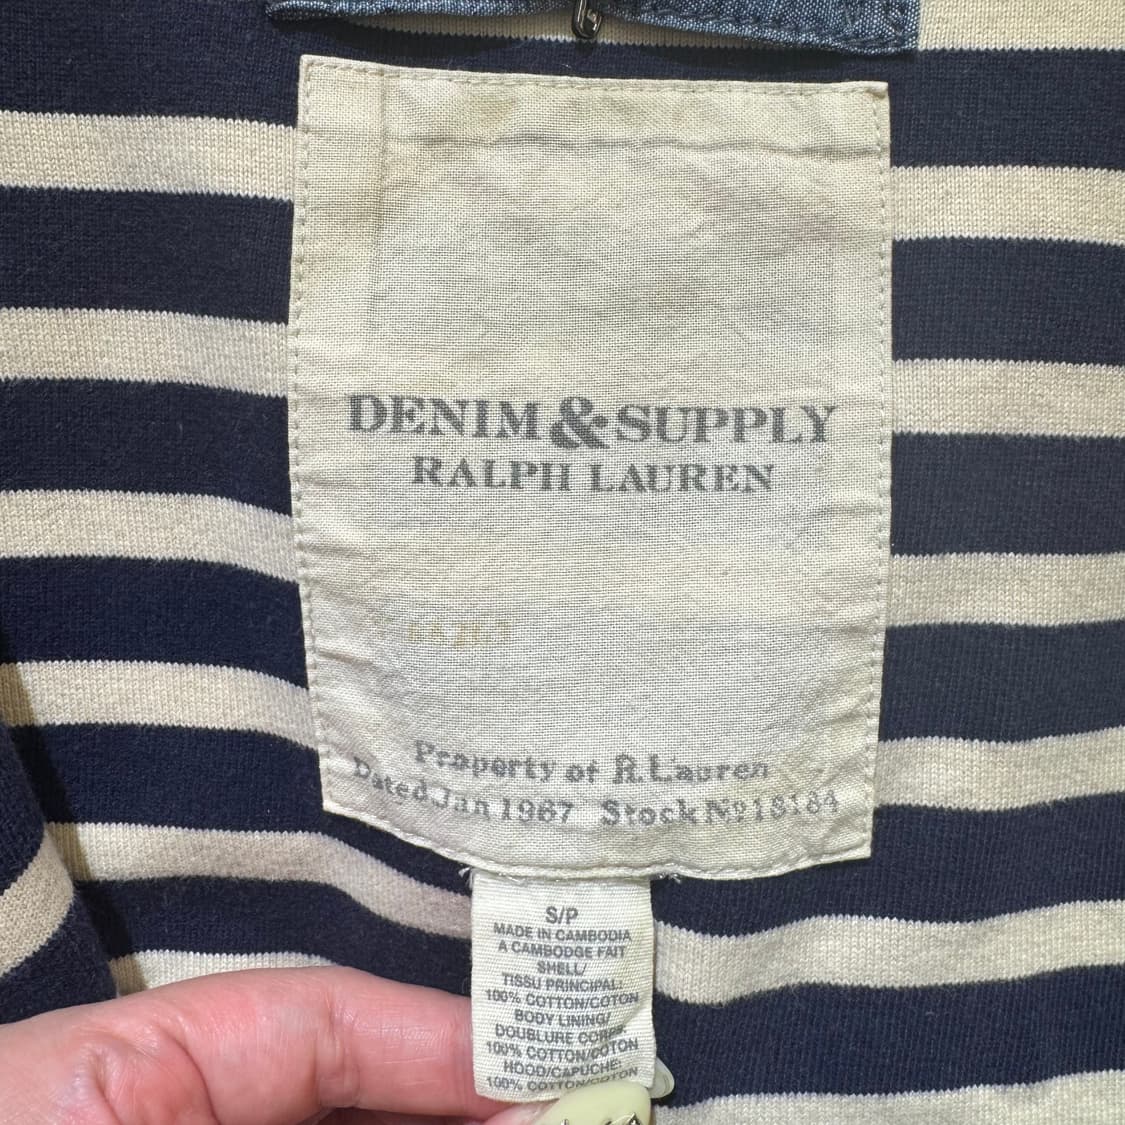 DENIM & SUPPLY
RALPH LAUREN
Property of R.Lauren
Dated Jan 1967 Stock Nº 18184
S/P
MADE IN CAMBODIA
A CAMBODGE FAIT
SHELL/
TISSU PRINCIPAL:
100% COTTON/COTON
BODY LINING/
DOUBLURE CORPS:
100% COTTON/COTON
HOOD/CAPUCHE:
100% COTTON/COTON